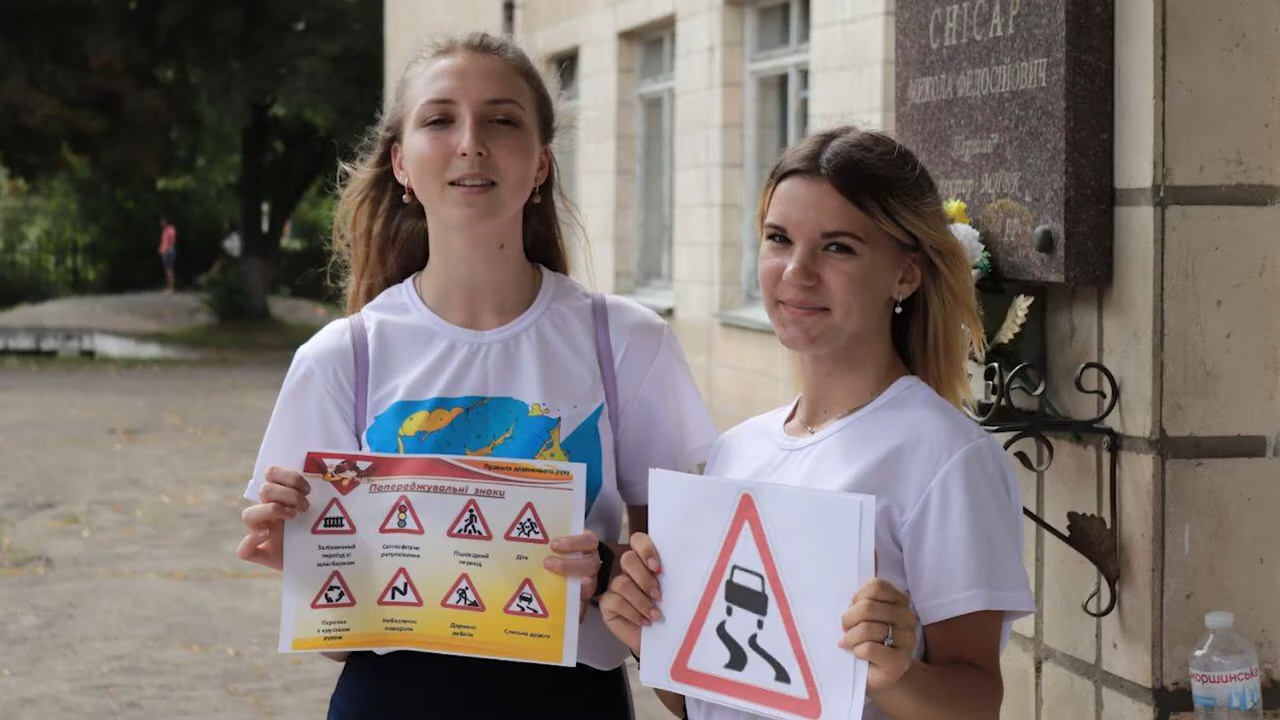 СНІСАР
МИКОЛА ФЕДОСІЙОВИЧ
Правила дорожнього руху
Попереджувальні знаки
Залізничний
переїзд зі
шлагбаумом
Світлофорне
регулювання
Пішохідний
перехід
Діти
Перехрестя
з круговим
рухом
Небезпечні
повороти
Дорожні
роботи
Слизька дорога
моршинська